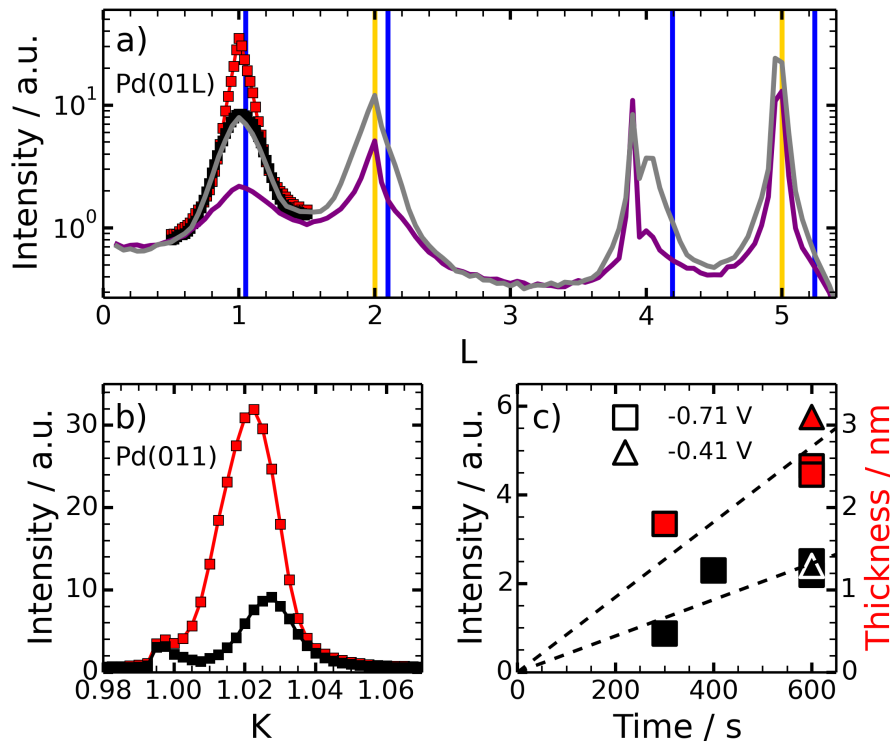 a)
Pd(01L)
Intensity / a.u.
10^1
10^0
0 1 2 3 4 5
L
b)
Pd(011)
Intensity / a.u.
30
20
10
0
0.98 1.00 1.02 1.04 1.06
K
c)
-0.71 V
-0.41 V
Intensity / a.u.
6
4
2
0
0 200 400 600
Time / s
3
2
1
0
Thickness / nm